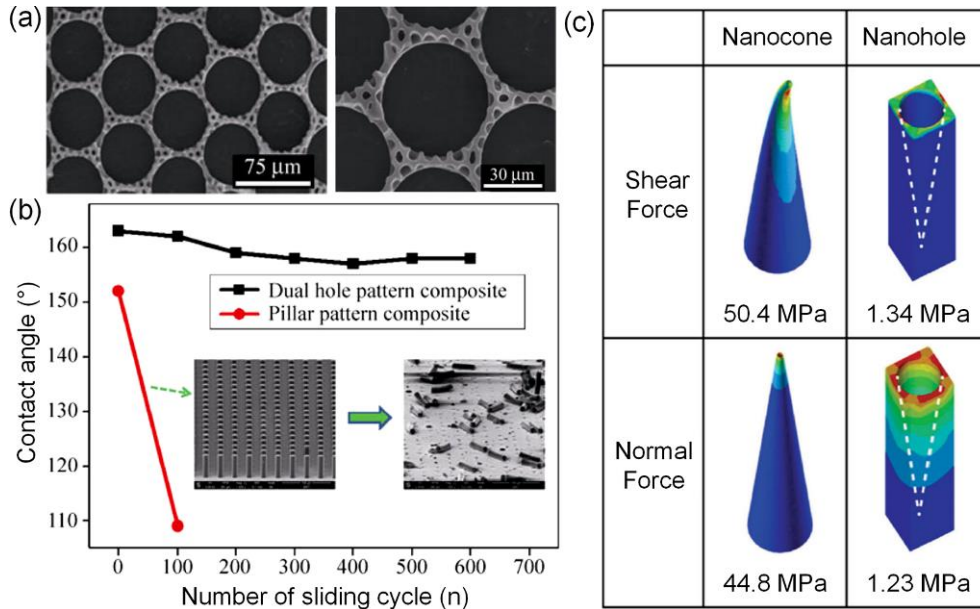 (a)
75 μm
30 μm
(b)
Contact angle (°)
160
150
140
130
120
110
Dual hole pattern composite
Pillar pattern composite
0 100 200 300 400 500 600 700
Number of sliding cycle (n)
(c)
Nanocone Nanohole
Shear
Force
50.4 MPa 1.34 MPa
Normal
Force
44.8 MPa 1.23 MPa